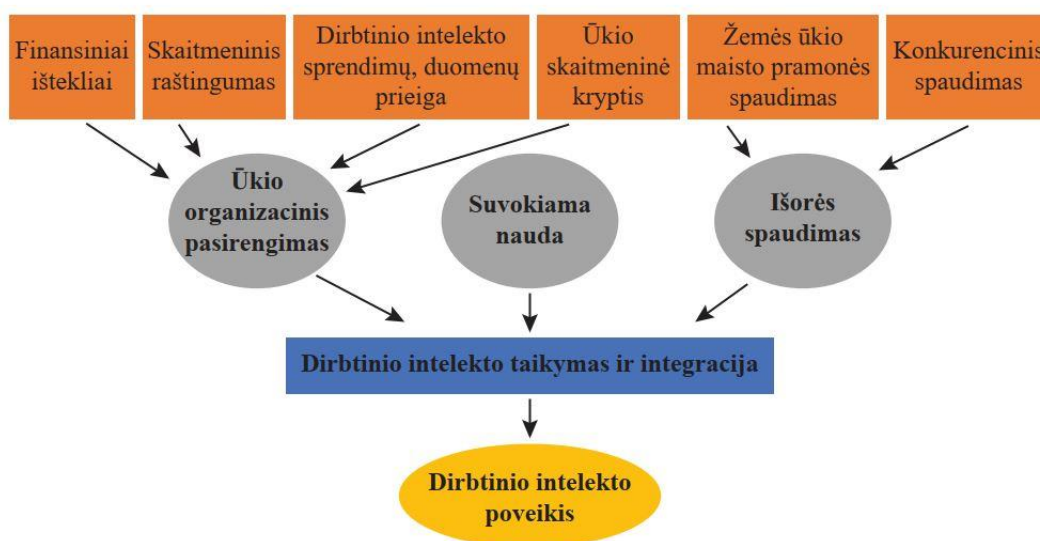 Finansiniai
ištekliai
Skaitmeninis
raštingumas
Dirbtinio intelekto
sprendimų, duomenų
prieiga
Ūkio
skaitmeninė
kryptis
Žemės ūkio
maisto pramonės
spaudimas
Konkurencinis
spaudimas
Ūkio
organizacinis
pasirengimas
Suvokiama
nauda
Išorės
spaudimas
Dirbtinio intelekto taikymas ir integracija
Dirbtinio intelekto
poveikis